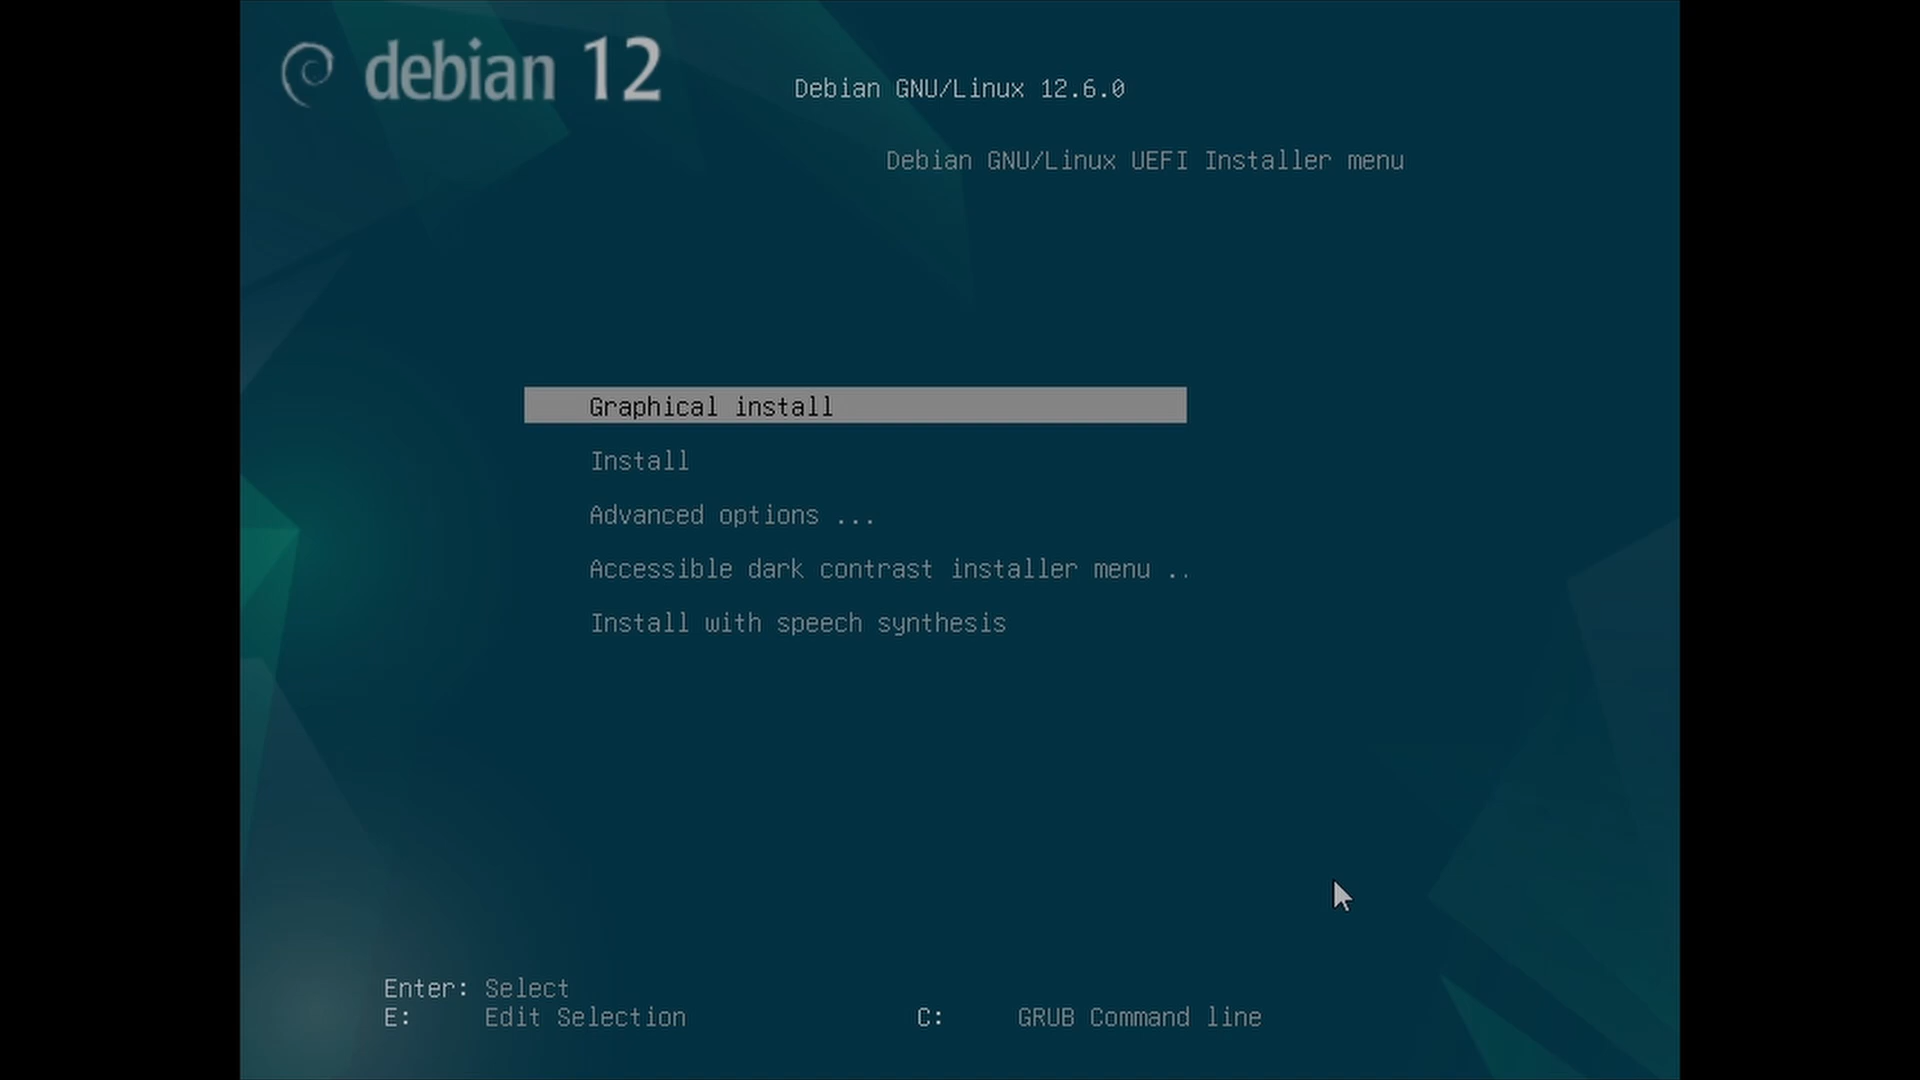 debian 12
Debian GNU/Linux 12.6.0
Debian GNU/Linux UEFI Installer menu
Graphical install
Install
Advanced options ...
Accessible dark contrast installer menu ..
Install with speech synthesis
Enter: Select
E: Edit Selection C: GRUB Command line